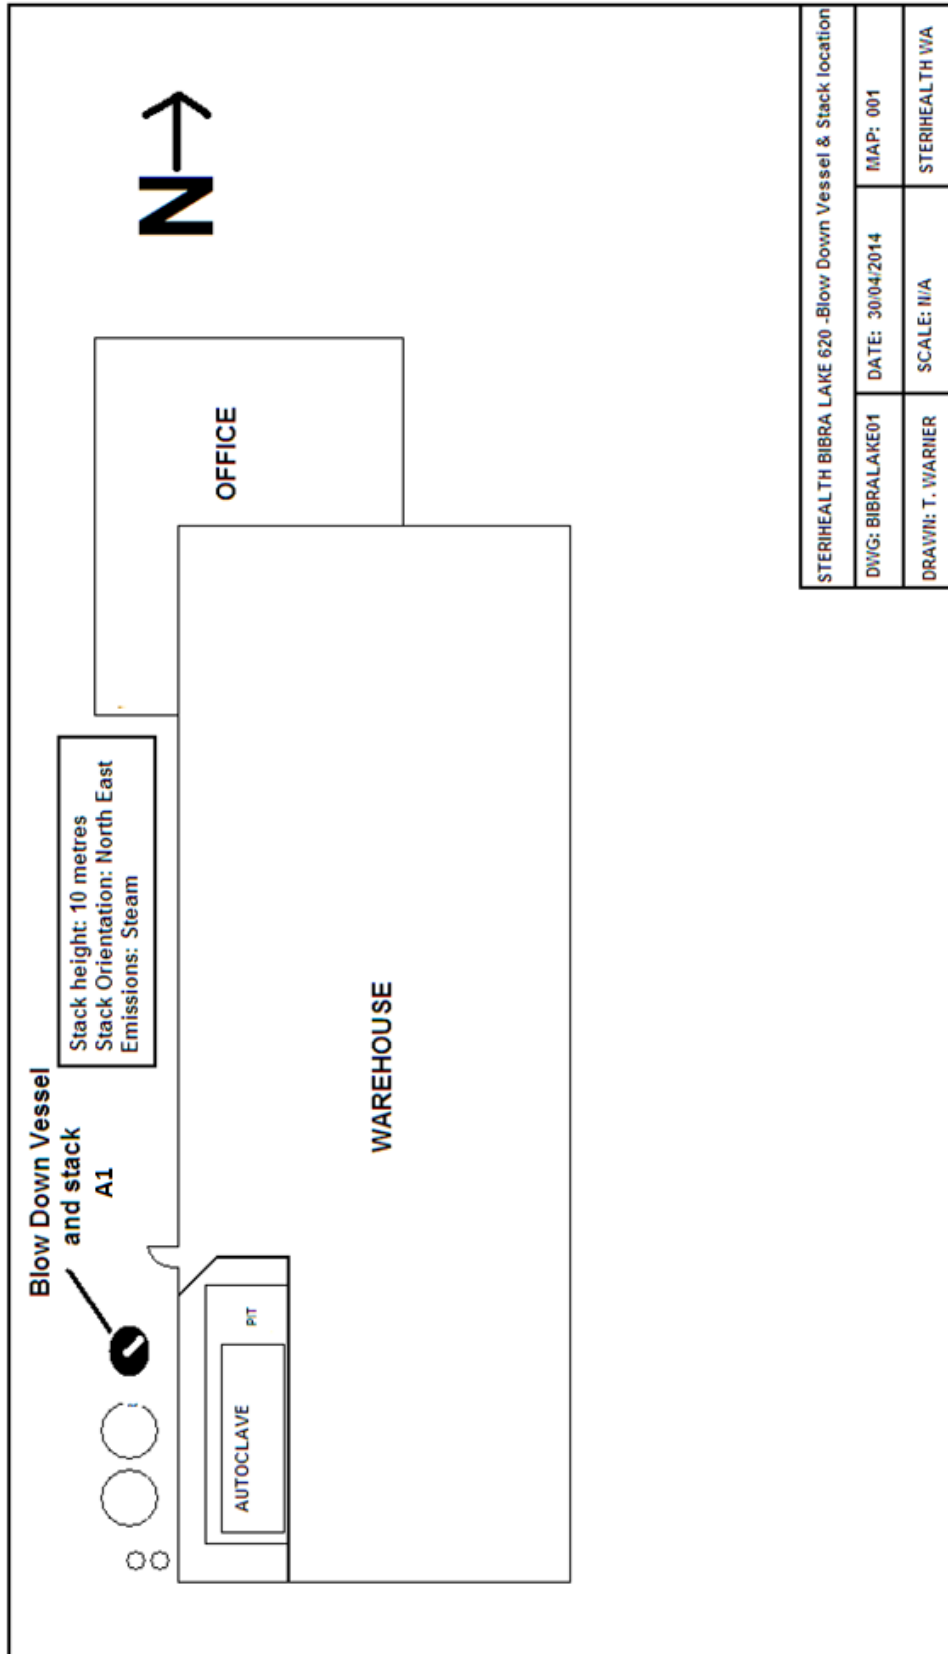 Blow Down Vessel
and stack
A1
Stack height: 10 metres
Stack Orientation: North East
Emissions: Steam
N
OFFICE
WAREHOUSE
PIT
AUTOCLAVE
STERIHEALTH BIBRA LAKE 620 -Blow Down Vessel & Stack location
DWG: BIBRALAKE01 DATE: 30/04/2014 MAP: 001
DRAWN: T. WARNER SCALE: N/A STERIHEALTH WA